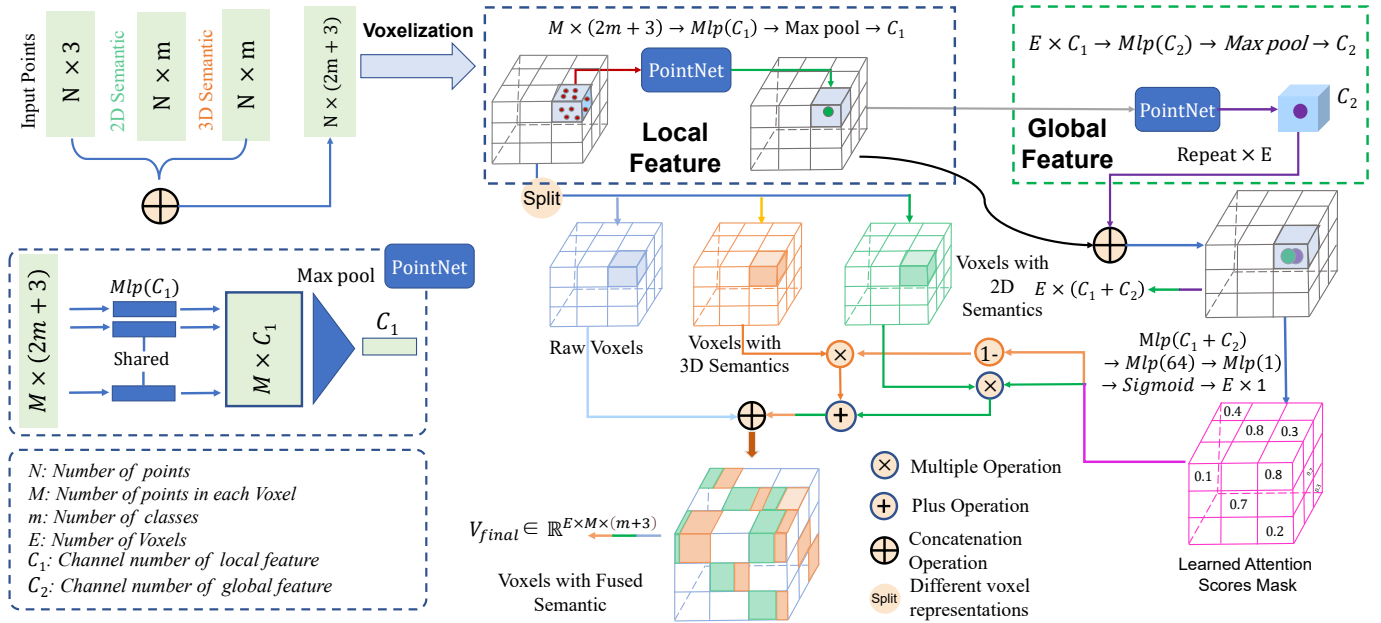 Input Points
N × 3
2D Semantic
N × m
3D Semantic
N × m
N × (2m + 3)
Voxelization
M × (2m + 3) → Mlp(C₁) → Max pool → C₁
PointNet
Local
Feature
E × C₁ → Mlp(C₂) → Max pool → C₂
PointNet
C₂
Global
Feature
Repeat × E
Split
Raw Voxels
Voxels with
3D Semantics
Voxels with
2D
Semantics
E × (C₁ + C₂)
1-
Mlp(C₁ + C₂)
→ Mlp(64) → Mlp(1)
→ Sigmoid → E × 1
0.4
0.8
0.3
0.1
0.8
0.7
0.2
Learned Attention
Scores Mask
M × (2m + 3)
Mlp(C₁)
Shared
M × C₁
Max pool
PointNet
C₁
N: Number of points
M: Number of points in each Voxel
m: Number of classes
E: Number of Voxels
C₁: Channel number of local feature
C₂: Channel number of global feature
V_final ∈ ℝ^{E×M×(m+3)}
Voxels with Fused
Semantic
Multiple Operation
Plus Operation
Concatenation
Operation
Split
Different voxel
representations